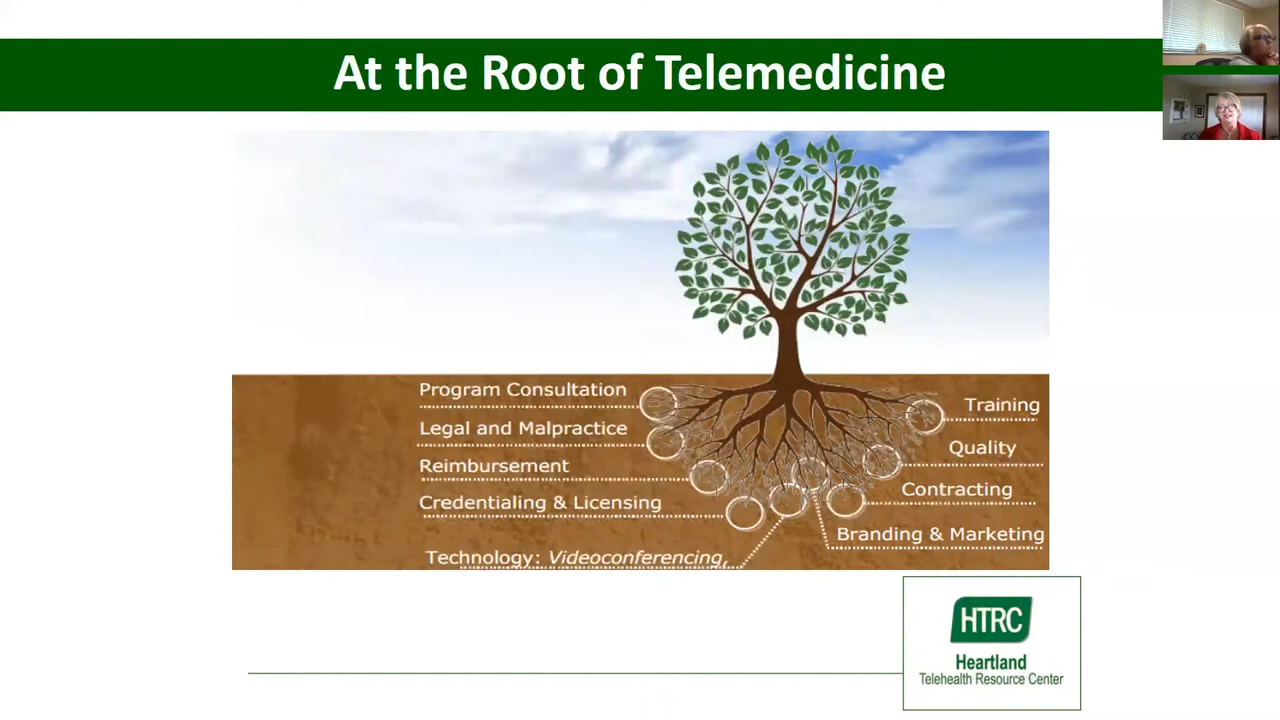 At the Root of Telemedicine
Program Consultation
Legal and Malpractice
Reimbursement
Credentialing & Licensing
Technology: Videoconferencing,
Training
Quality
Contracting
Branding & Marketing
HTRC
Heartland
Telehealth Resource Center